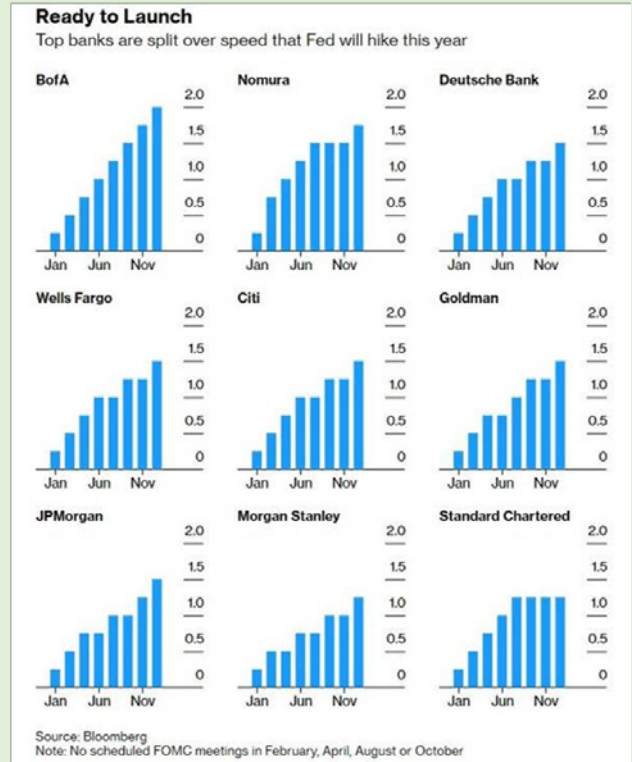 Ready to Launch
Top banks are split over speed that Fed will hike this year
BofA
2.0
1.5
1.0
0.5
0
Jan Jun Nov
Nomura
2.0
1.5
1.0
0.5
0
Jan Jun Nov
Deutsche Bank
2.0
1.5
1.0
0.5
0
Jan Jun Nov
Wells Fargo
2.0
1.5
1.0
0.5
0
Jan Jun Nov
Citi
2.0
1.5
1.0
0.5
0
Jan Jun Nov
Goldman
2.0
1.5
1.0
0.5
0
Jan Jun Nov
JPMorgan
2.0
1.5
1.0
0.5
0
Jan Jun Nov
Morgan Stanley
2.0
1.5
1.0
0.5
0
Jan Jun Nov
Standard Chartered
2.0
1.5
1.0
0.5
0
Jan Jun Nov
Source: Bloomberg
Note: No scheduled FOMC meetings in February, April, August or October